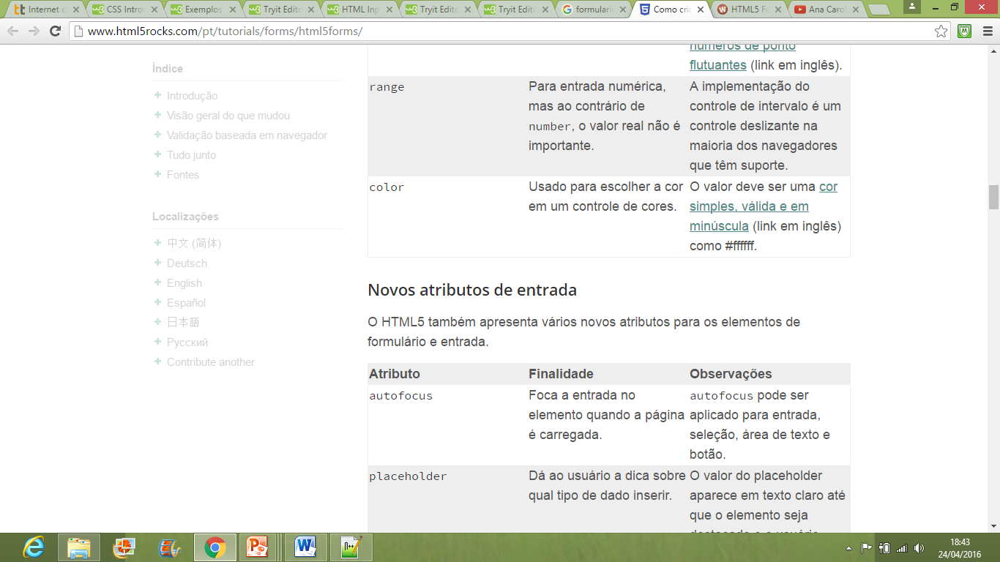 Internet
CSS Intro
Exemplos
Tryit Edito
HTML Inp
Tryit Edito
Tryit Edito
formulari
Como cri
HTML5 Fo
Ana Caro
www.html5rocks.com/pt/tutorials/forms/html5forms/
Índice
Introdução
Visão geral do que mudou
Validação baseada em navegador
Tudo junto
Fontes
Localizações
中文 (简体)
Deutsch
English
Español
日本語
Русский
Contribute another
números de ponto
flutuantes (link em inglês).
range
Para entrada numérica,
mas ao contrário de
number, o valor real não é
importante.
A implementação do
controle de intervalo é um
controle deslizante na
maioria dos navegadores
que têm suporte.
color
Usado para escolher a cor
em um controle de cores.
O valor deve ser uma cor
simples, válida e em
minúscula (link em inglês)
como #ffffff.
Novos atributos de entrada
O HTML5 também apresenta vários novos atributos para os elementos de
formulário e entrada.
Atributo
Finalidade
Observações
autofocus
Foca a entrada no
elemento quando a página
é carregada.
autofocus pode ser
aplicado para entrada,
seleção, área de texto e
botão.
placeholder
Dá ao usuário a dica sobre
qual tipo de dado inserir.
O valor do placeholder
aparece em texto claro até
que o elemento seja
18:43
24/04/2016